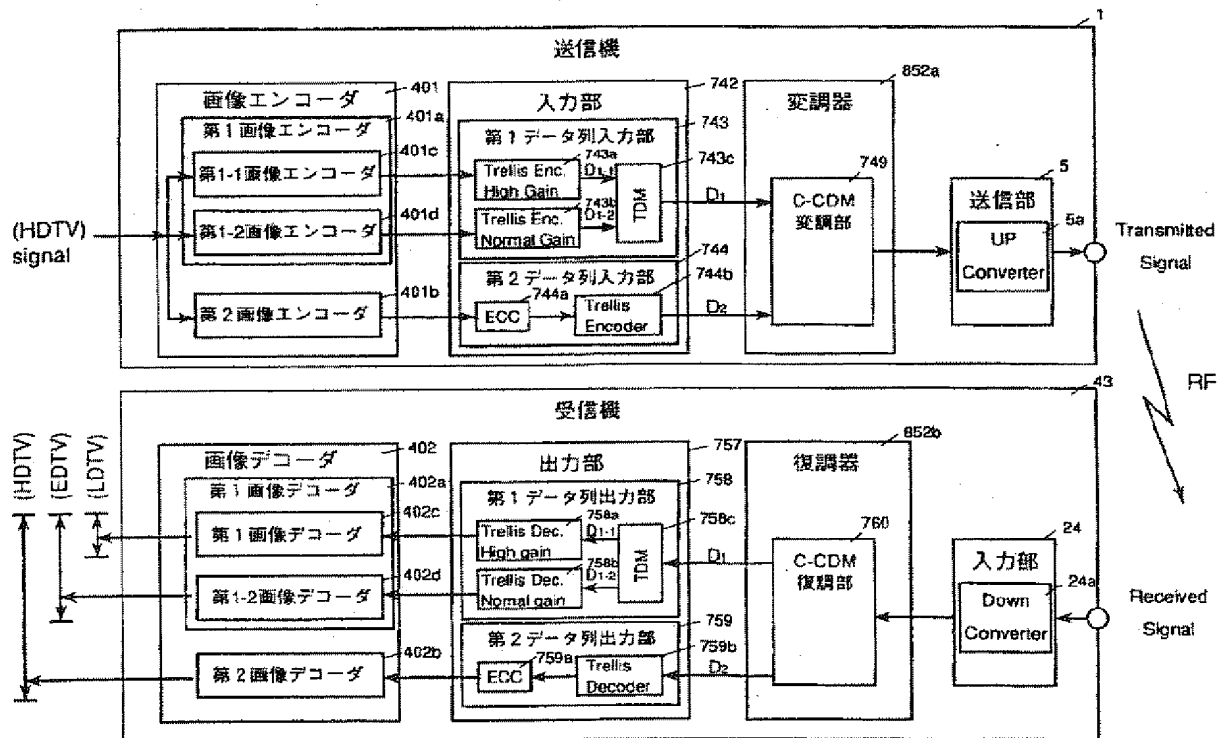 1
送信機
画像エンコーダ
401
第1画像エンコーダ
401a
第1-1画像エンコーダ
401c
第1-2画像エンコーダ
401d
第2画像エンコーダ
401b
(HDTV)
signal
入力部
742
第1データ列入力部
743
Trellis Enc.
High Gain
743a
D1-1
Trellis Enc.
Normal Gain
743b
D1-2
TDM
743c
D1
第2データ列入力部
744
ECC
744a
Trellis
Encoder
744b
D2
変調器
852a
C-CDM
変調部
749
送信部
5
UP
Converter
5a
Transmitted
Signal
RF
43
受信機
(HDTV)
(EDTV)
(LDTV)
画像デコーダ
402
第1画像デコーダ
402a
第1画像デコーダ
402c
第1-2画像デコーダ
402d
第2画像デコーダ
402b
出力部
757
第1データ列出力部
758
Trellis Dec.
High gain
758a
D1-1
Trellis Dec.
Normal gain
758b
D1-2
TDM
758c
D1
第2データ列出力部
759
ECC
759a
Trellis
Decoder
759b
D2
復調器
852b
C-CDM
復調部
760
入力部
24
Down
Converter
24a
Received
Signal